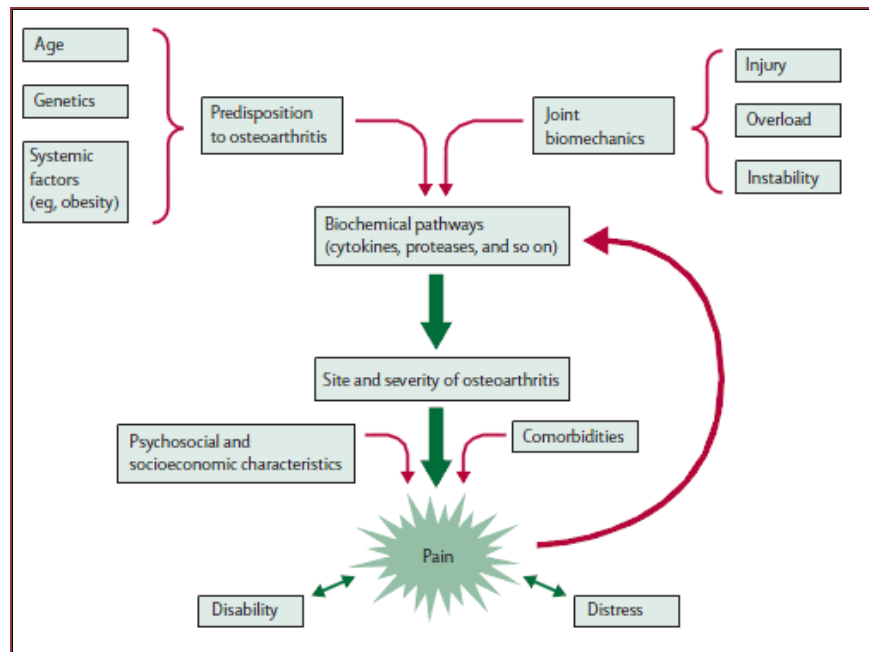 Age
Genetics
Systemic
factors
(eg, obesity)
Predisposition
to osteoarthritis
Joint
biomechanics
Injury
Overload
Instability
Biochemical pathways
(cytokines, proteases, and so on)
Site and severity of osteoarthritis
Psychosocial and
socioeconomic characteristics
Comorbidities
Pain
Disability
Distress